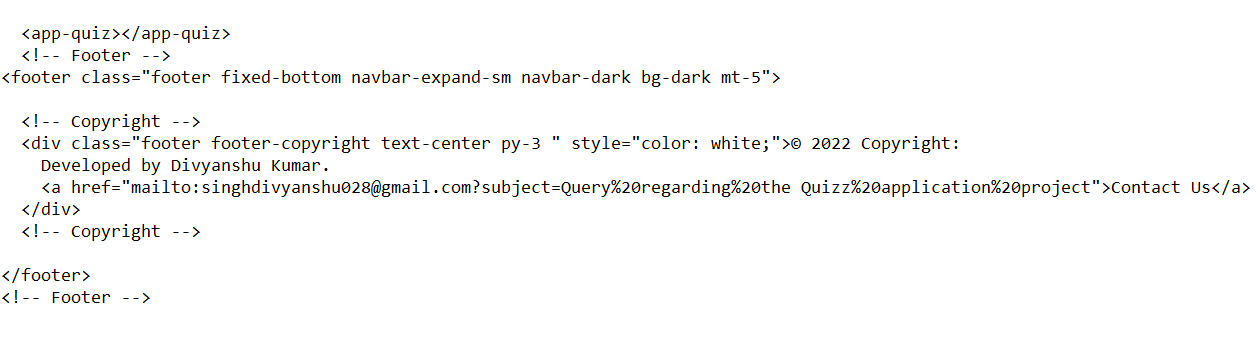 <app-quiz></app-quiz>
<!-- Footer -->
<footer class="footer fixed-bottom navbar-expand-sm navbar-dark bg-dark mt-5">
<!-- Copyright -->
<div class="footer footer-copyright text-center py-3 " style="color: white;">© 2022 Copyright:
Developed by Divyanshu Kumar.
<a href="mailto:singhdivyanshu028@gmail.com?subject=Query%20regarding%20the Quizz%20application%20project">Contact Us</a>
</div>
<!-- Copyright -->
</footer>
<!-- Footer -->